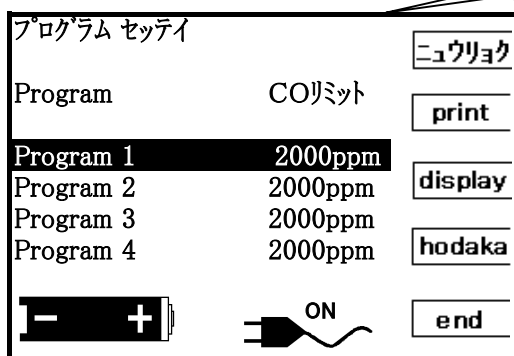 プログラム セッテイ
ニュウリョク
Program COリミット
print
Program 1 2000ppm
Program 2 2000ppm
display
Program 3 2000ppm
Program 4 2000ppm
hodaka
- +
ON
end